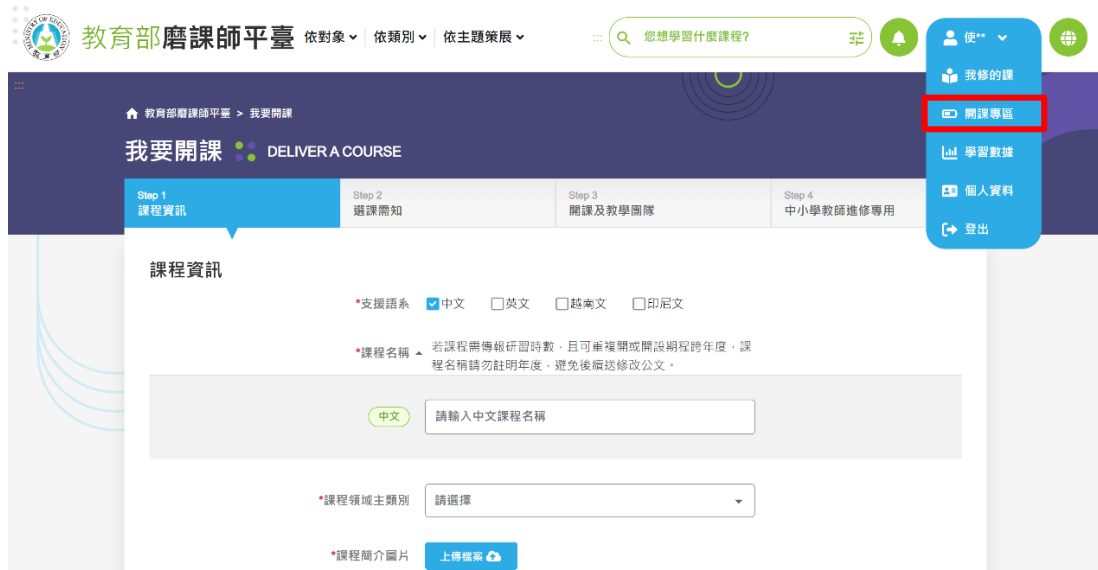 教育部磨課師平臺
依對象
依類別
依主題策展
您想學習什麼課程?
使**
我修的課
開課專區
學習數據
個人資料
登出
教育部磨課師平臺 > 我要開課
我要開課 DELIVER A COURSE
Step 1
課程資訊
Step 2
選課需知
Step 3
開課及教學團隊
Step 4
中小學教師進修專用
課程資訊
*支援語系 中文 英文 越南文 印尼文
*課程名稱 若課程需傳報研習時數，且可重複開或開設期程跨年度，課
程名稱請勿註明年度，避免後續送修改公文。
中文 請輸入中文課程名稱
*課程領域主類別 請選擇
*課程簡介圖片 上傳檔案